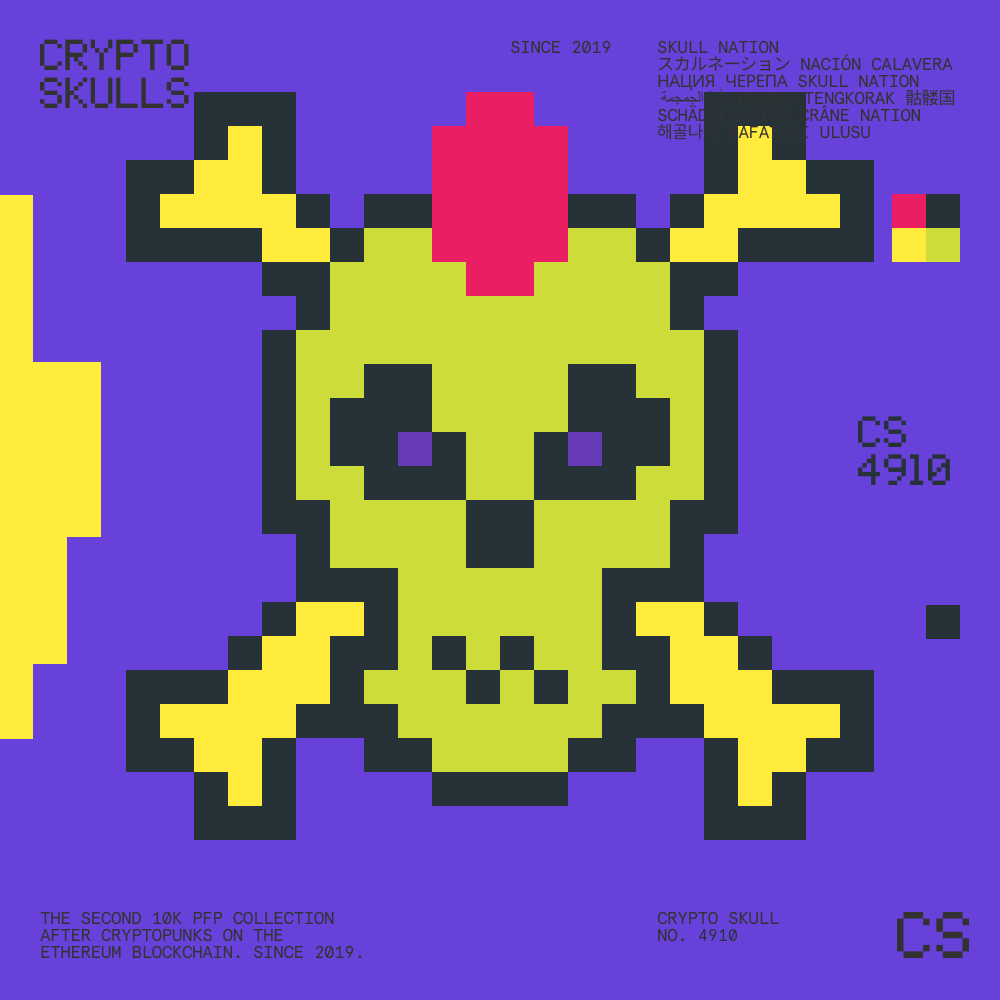 CRYPTO
SKULLS
SINCE 2019
SKULL NATION
スカルネーション NACIÓN CALAVERA
НАЦИЯ ЧЕРЕПА SKULL NATION
TENGKORAK 骷髅国
CRÂNE NATION
해골나 ULUSU
CS
4910
THE SECOND 10K PFP COLLECTION
AFTER CRYPTOPUNKS ON THE
ETHEREUM BLOCKCHAIN. SINCE 2019.
CRYPTO SKULL
NO. 4910
CS